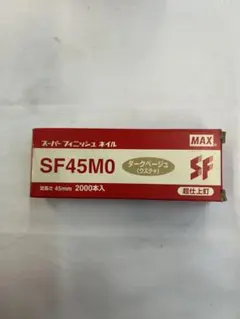 スーパー フィニッシュ ネイル
MAX
SF45M0
ダークベージュ
(ウスチャ)
SF
45mm 2000本入
超仕上釘